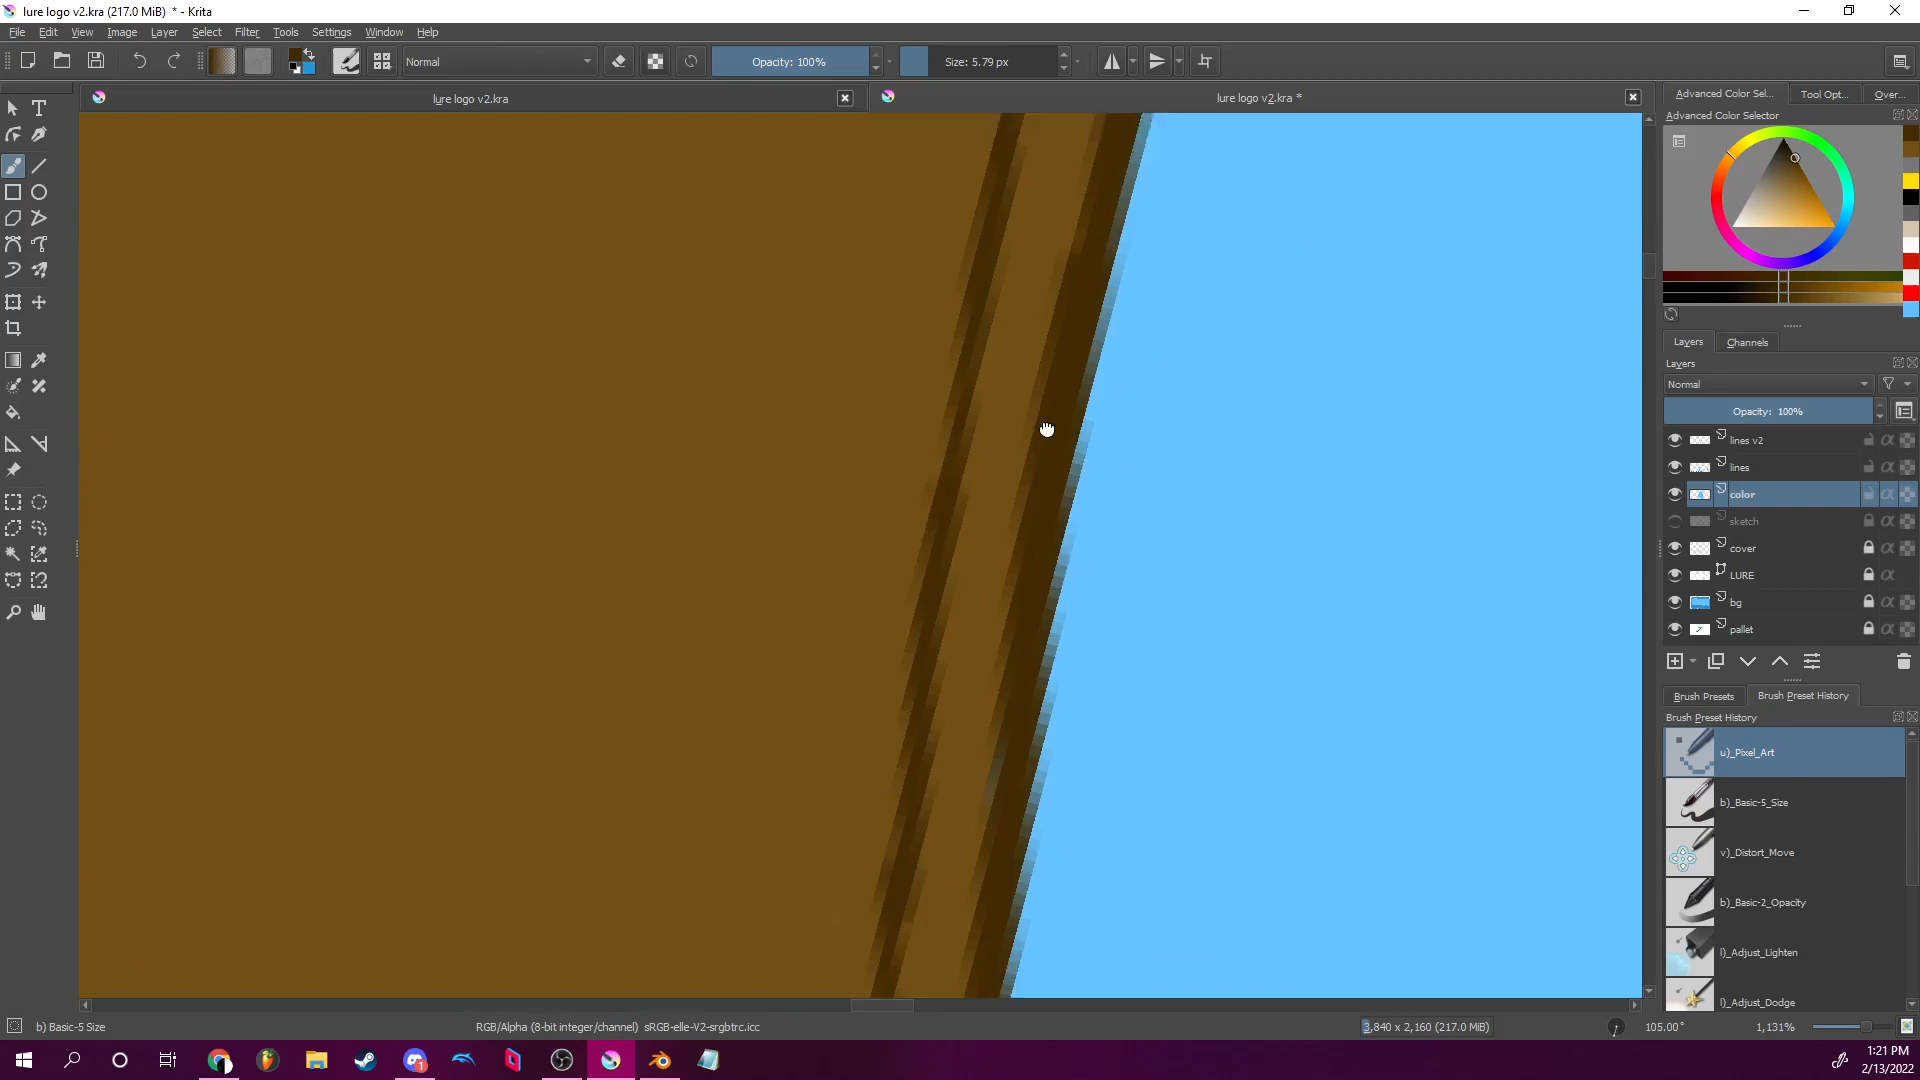 lure logo v2.kra (217.0 MiB)  * - Krita
File Edit View Image Layer Select Filter Tools Settings Window Help
Normal Opacity: 100% Size: 5.79 px
lure logo v2.kra lure logo v2.kra *
Advanced Color Sel... Tool Opt... Over...
Advanced Color Selector
Layers Channels
Layers
Normal
Opacity: 100%
lines v2
lines
color
sketch
cover
LURE
bg
pallet
Brush Presets Brush Preset History
Brush Preset History
u)_Pixel_Art
b)_Basic-5_Size
v)_Distort_Move
b)_Basic-2_Opacity
l)_Adjust_Lighten
l)_Adjust_Dodge
b) Basic-5 Size RGB/Alpha (8-bit integer/channel) sRGB-elle-V2-srgbtrc.icc 3,840 x 2,160 (217.0 MiB) 105.00° 1,131%
1:21 PM
2/13/2022